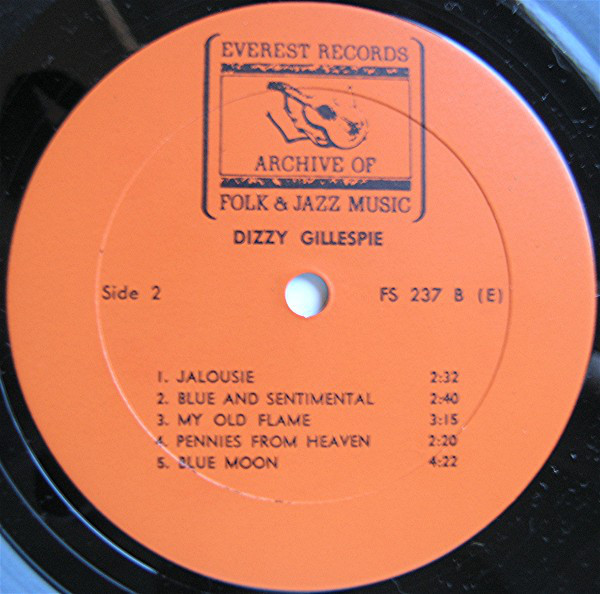 EVEREST RECORDS
ARCHIVE OF
FOLK & JAZZ MUSIC
DIZZY GILLESPIE
Side 2 FS 237 B (E)
1. JALOUSIE 2:32
2. BLUE AND SENTIMENTAL 2:40
3. MY OLD FLAME 3:15
4. PENNIES FROM HEAVEN 2:20
5. BLUE MOON 4:22